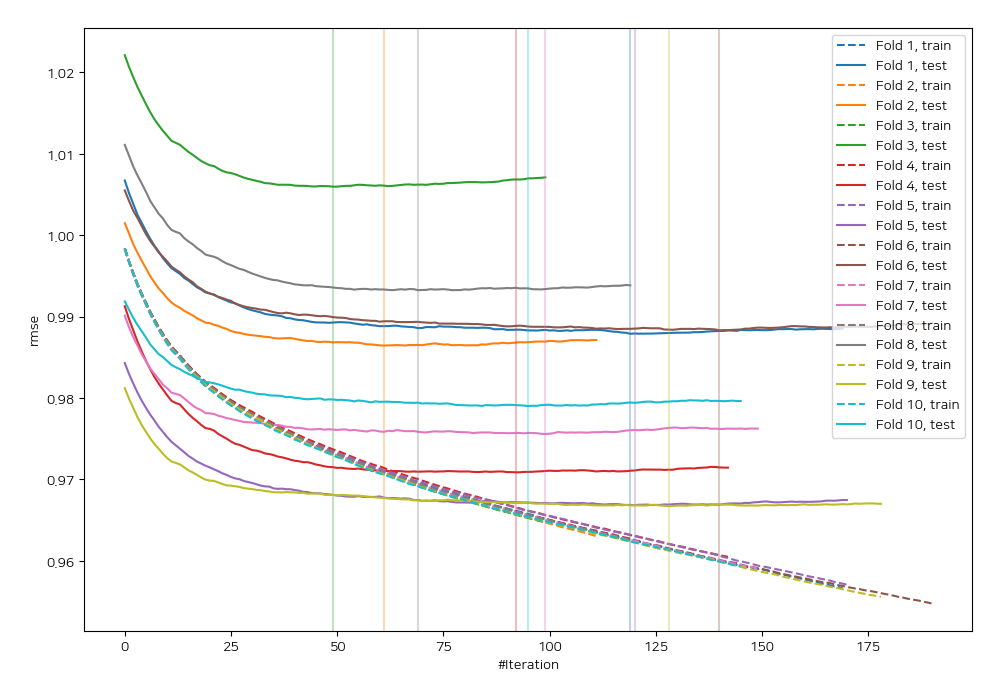 1,02
1,01
1,00
0,99
0,98
0,97
0,96
rmse
0
25
50
75
100
125
150
175
#Iteration
Fold 1, train
Fold 1, test
Fold 2, train
Fold 2, test
Fold 3, train
Fold 3, test
Fold 4, train
Fold 4, test
Fold 5, train
Fold 5, test
Fold 6, train
Fold 6, test
Fold 7, train
Fold 7, test
Fold 8, train
Fold 8, test
Fold 9, train
Fold 9, test
Fold 10, train
Fold 10, test